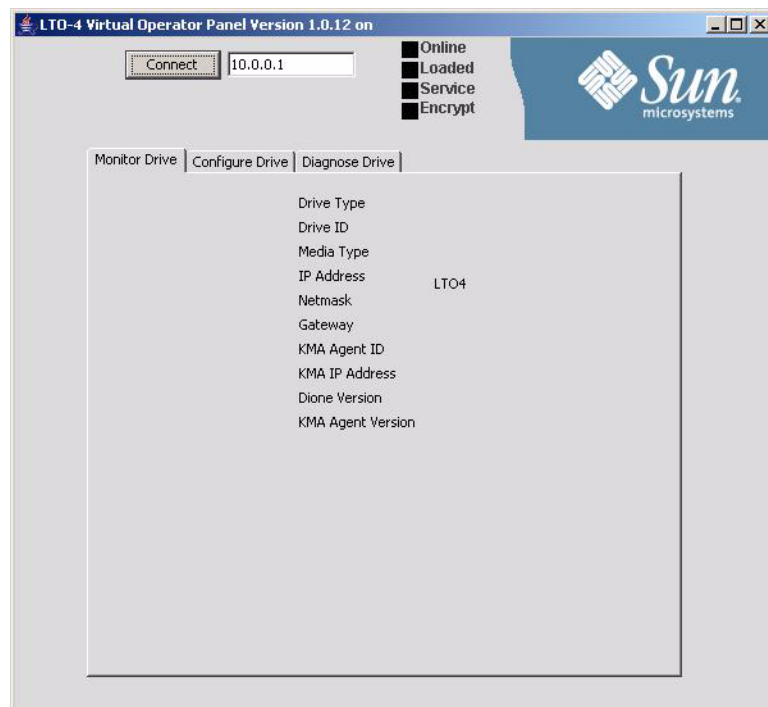 LTO-4 Virtual Operator Panel Version 1.0.12 on
Connect
10.0.0.1
Online
Loaded
Service
Encrypt
Sun
microsystems
Monitor Drive
Configure Drive
Diagnose Drive
Drive Type
Drive ID
Media Type
IP Address
LTO4
Netmask
Gateway
KMA Agent ID
KMA IP Address
Dione Version
KMA Agent Version